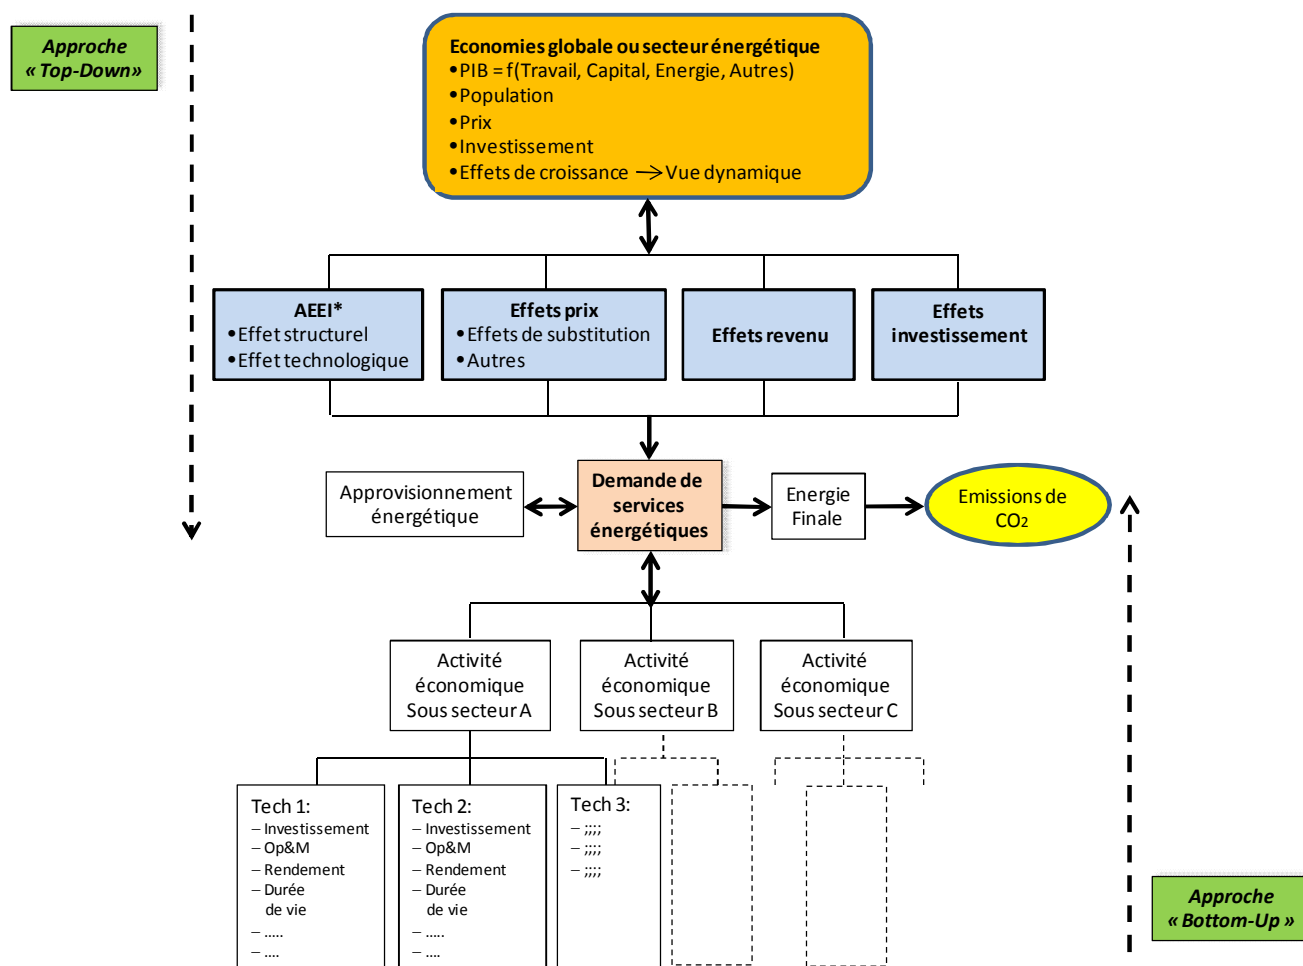 Approche
« Top-Down»
Economies globale ou secteur énergétique
•PIB = f(Travail, Capital, Energie, Autres)
•Population
•Prix
•Investissement
•Effets de croissance → Vue dynamique
AEEI*
•Effet structurel
•Effet technologique
Effets prix
•Effets de substitution
•Autres
Effets revenu
Effets
investissement
Approvisionnement
énergétique
Demande de
services
énergétiques
Energie
Finale
Emissions de
CO2
Activité
économique
Sous secteur A
Activité
économique
Sous secteur B
Activité
économique
Sous secteur C
Tech 1:
– Investissement
– Op&M
– Rendement
– Durée
de vie
– .....
– ....
Tech 2:
– Investissement
– Op&M
– Rendement
– Durée
de vie
– .....
– ....
Tech 3:
– ;;;;
– ;;;;
– ;;;;
Approche
« Bottom-Up »